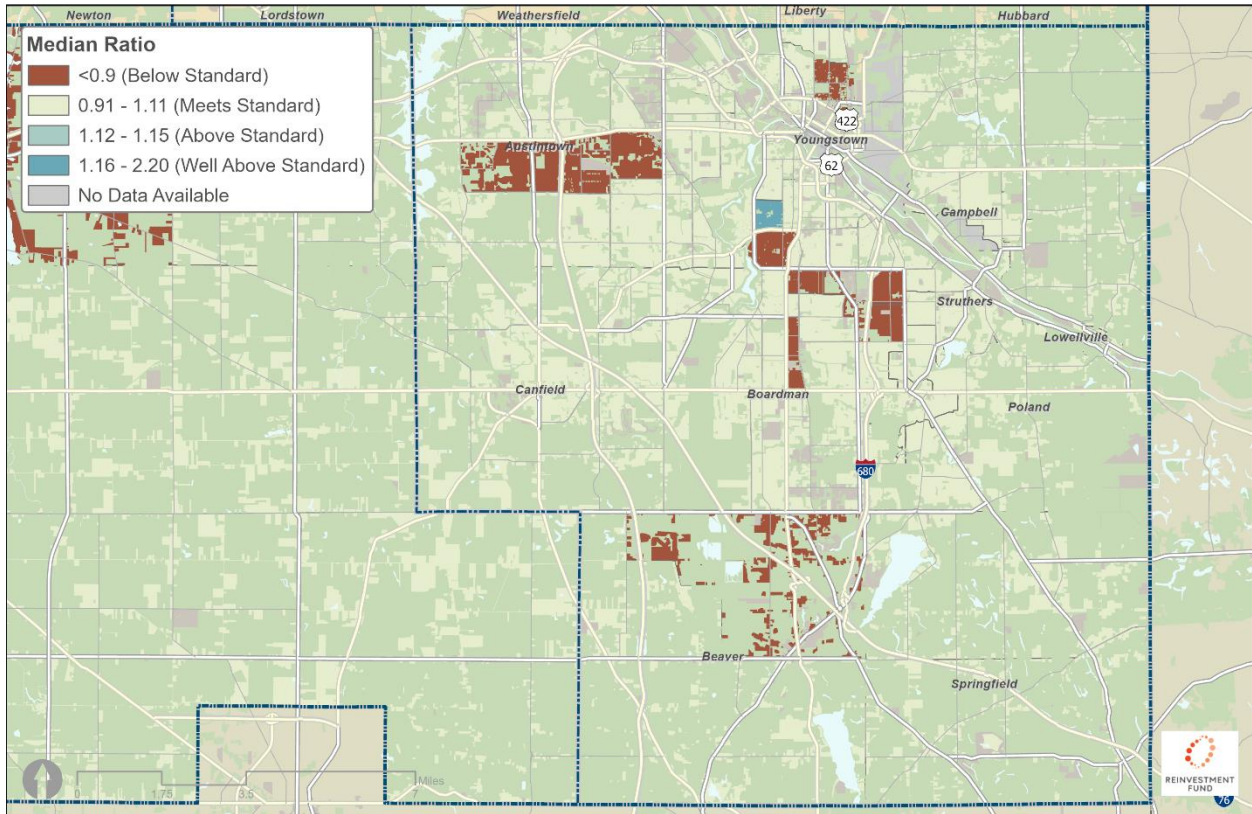 Newton
Lordstown
Weathersfield
Liberty
Hubbard
Median Ratio
<0.9 (Below Standard)
0.91 - 1.11 (Meets Standard)
1.12 - 1.15 (Above Standard)
1.16 - 2.20 (Well Above Standard)
No Data Available
422
Austintown
Youngstown
62
Campbell
Struthers
Lowellville
Canfield
Boardman
Poland
680
Beaver
Springfield
Miles
0
1.75
3.5
7
REINVESTMENT
FUND
76